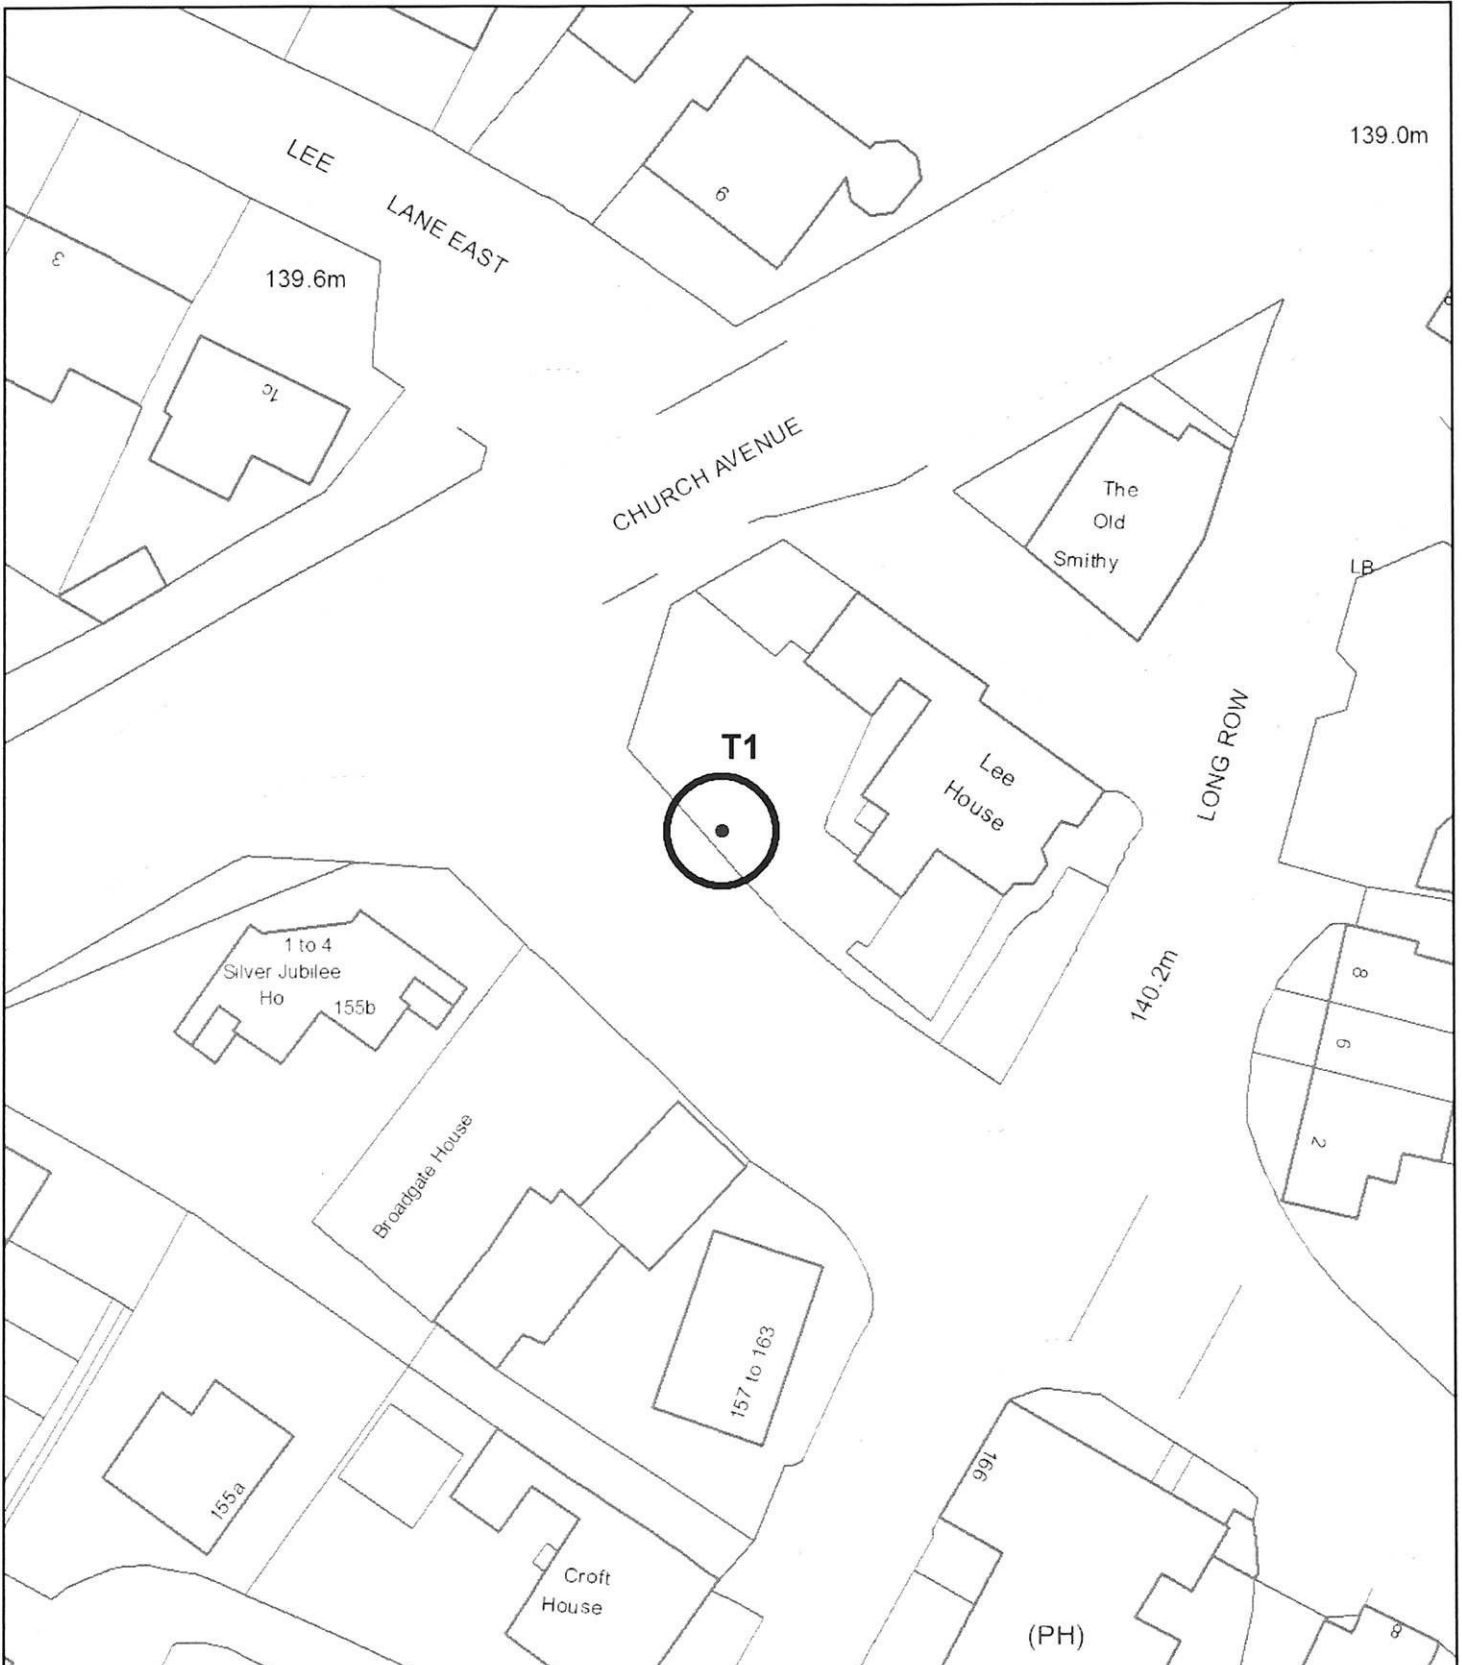 139.0m
LEE
LANE EAST
9
3
139.6m
1c
CHURCH AVENUE
The
Old
Smithy
LB
LONG ROW
T1
Lee
House
1 to 4
Silver Jubilee
Ho
155b
140.2m
8
6
2
Broadgate House
157 to 163
166
155a
Croft
House
(PH)
8